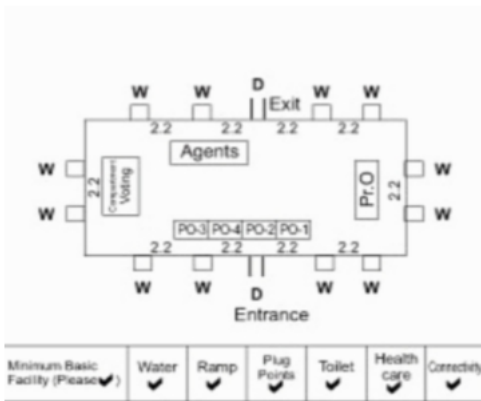 W W D W W
Exit
2.2 2.2 2.2 2.2
Agents
W W
2.2 Compartment Voting Pr.O 2.2
W W
PO-3 PO-4 PO-2 PO-1
2.2 2.2 2.2 2.2
W W D W W
Entrance
Minimum Basic Water Ramp Plug Toilet Health Connectivity
Facility (Please ✔) ✔ ✔ Points ✔ ✔ care ✔ ✔